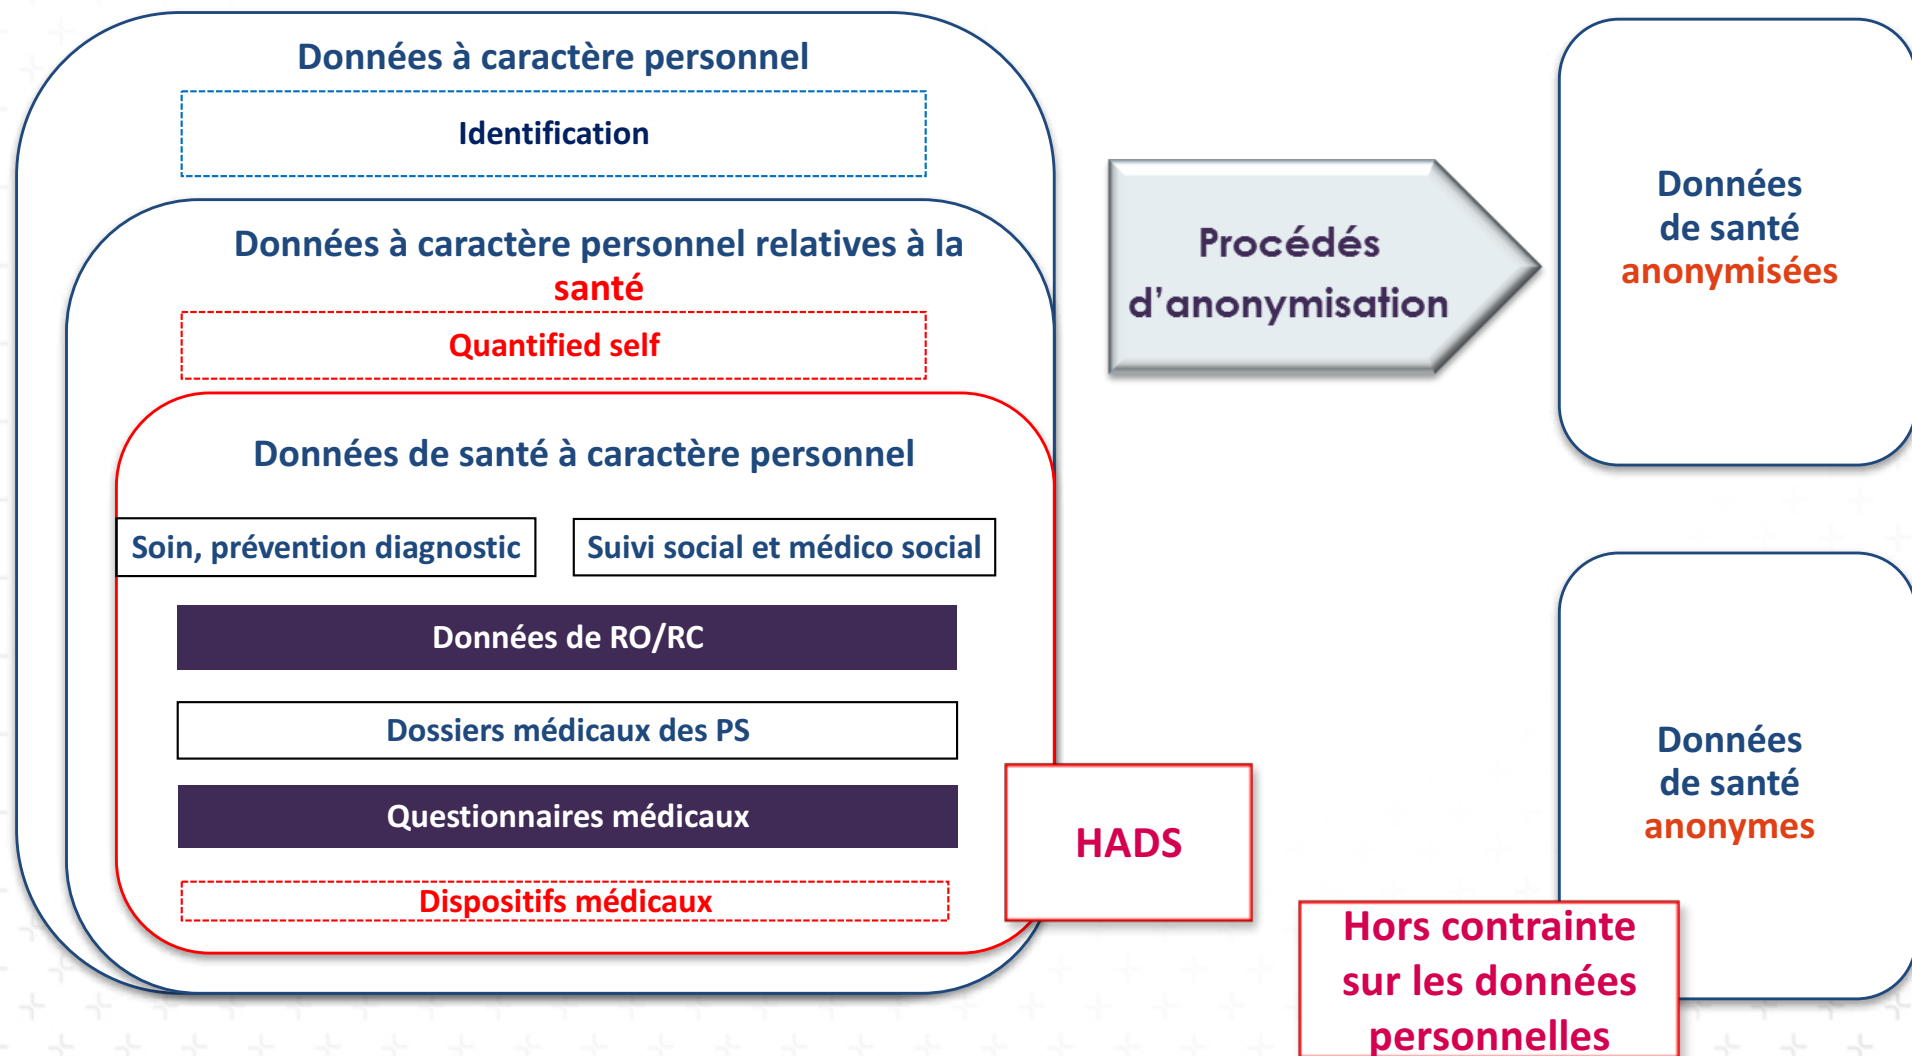 Données à caractère personnel
Identification
Données à caractère personnel relatives à la
santé
Quantified self
Données de santé à caractère personnel
Soin, prévention diagnostic
Suivi social et médico social
Données de RO/RC
Dossiers médicaux des PS
Questionnaires médicaux
Dispositifs médicaux
HADS
Procédés
d'anonymisation
Données
de santé
anonymisées
Données
de santé
anonymes
Hors contrainte
sur les données
personnelles